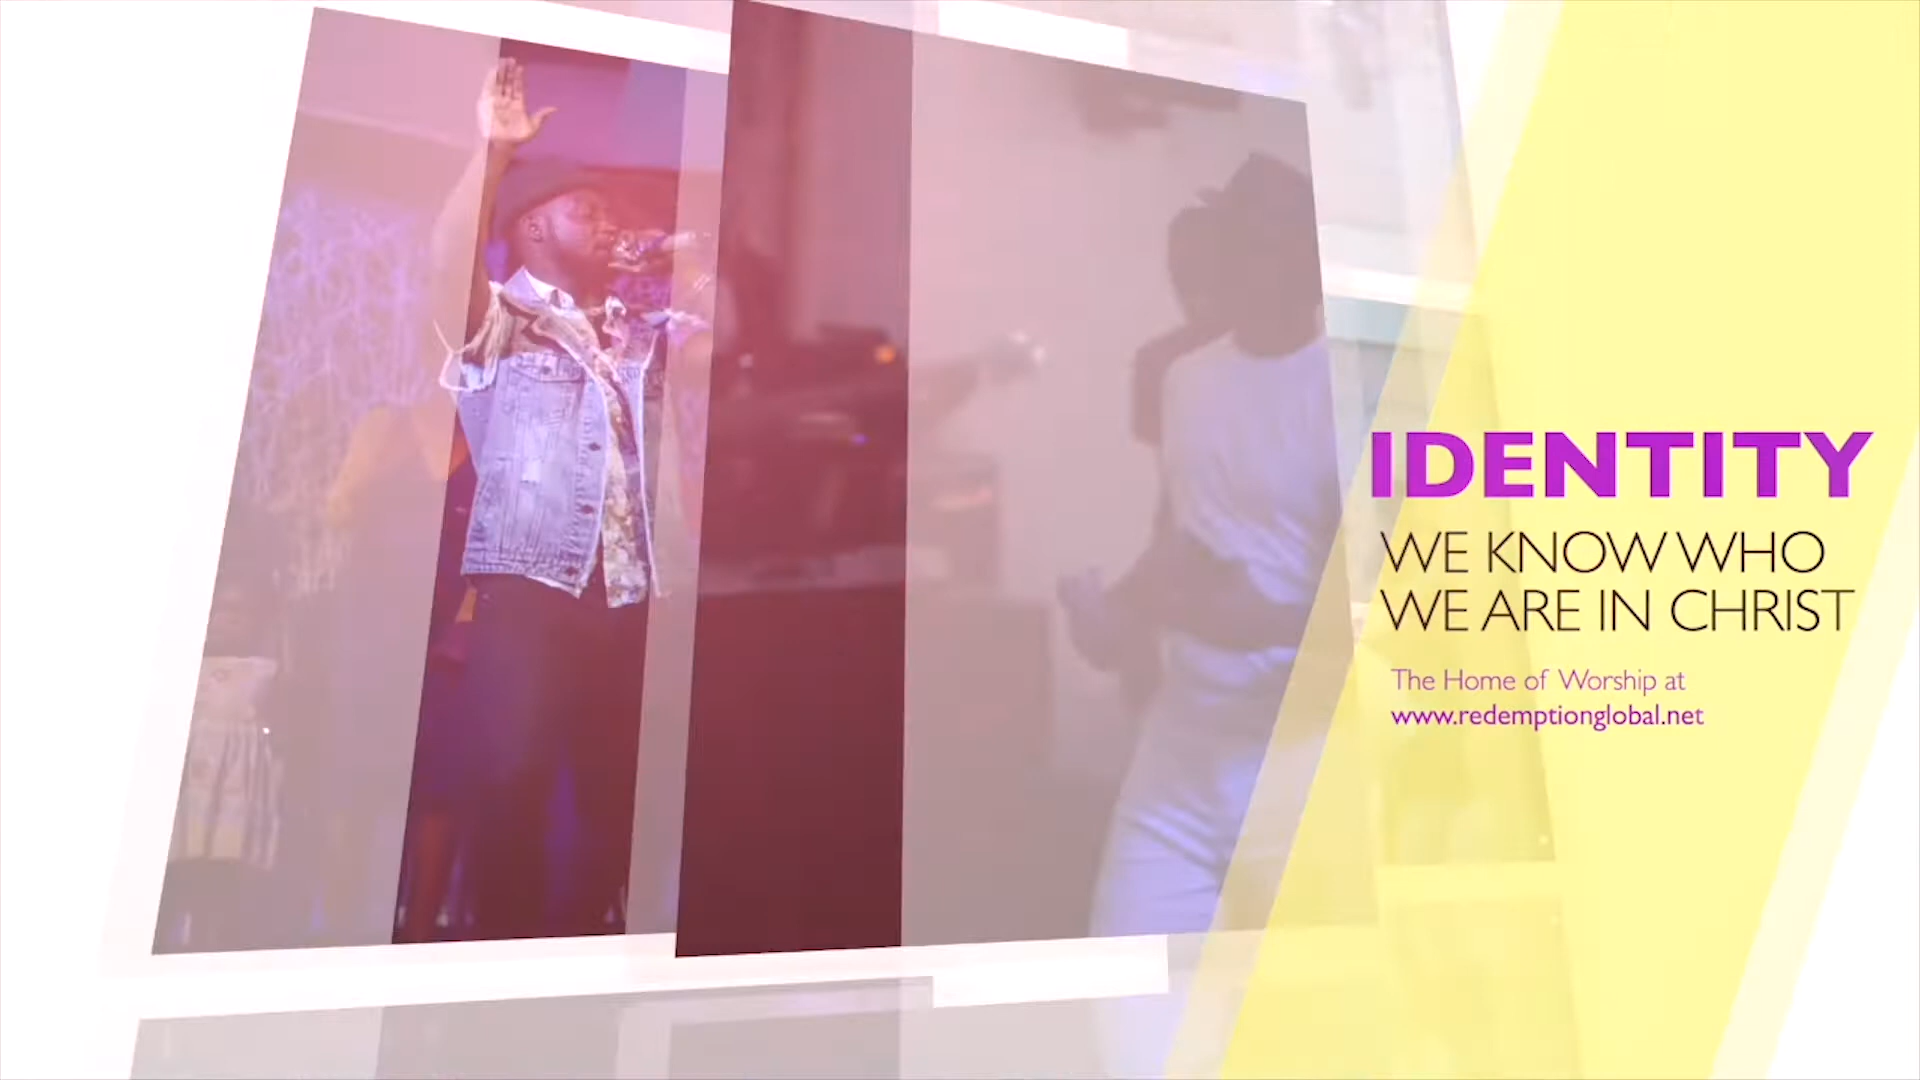 IDENTITY
WE KNOW WHO
WE ARE IN CHRIST
The Home of Worship at
www.redemptionglobal.net